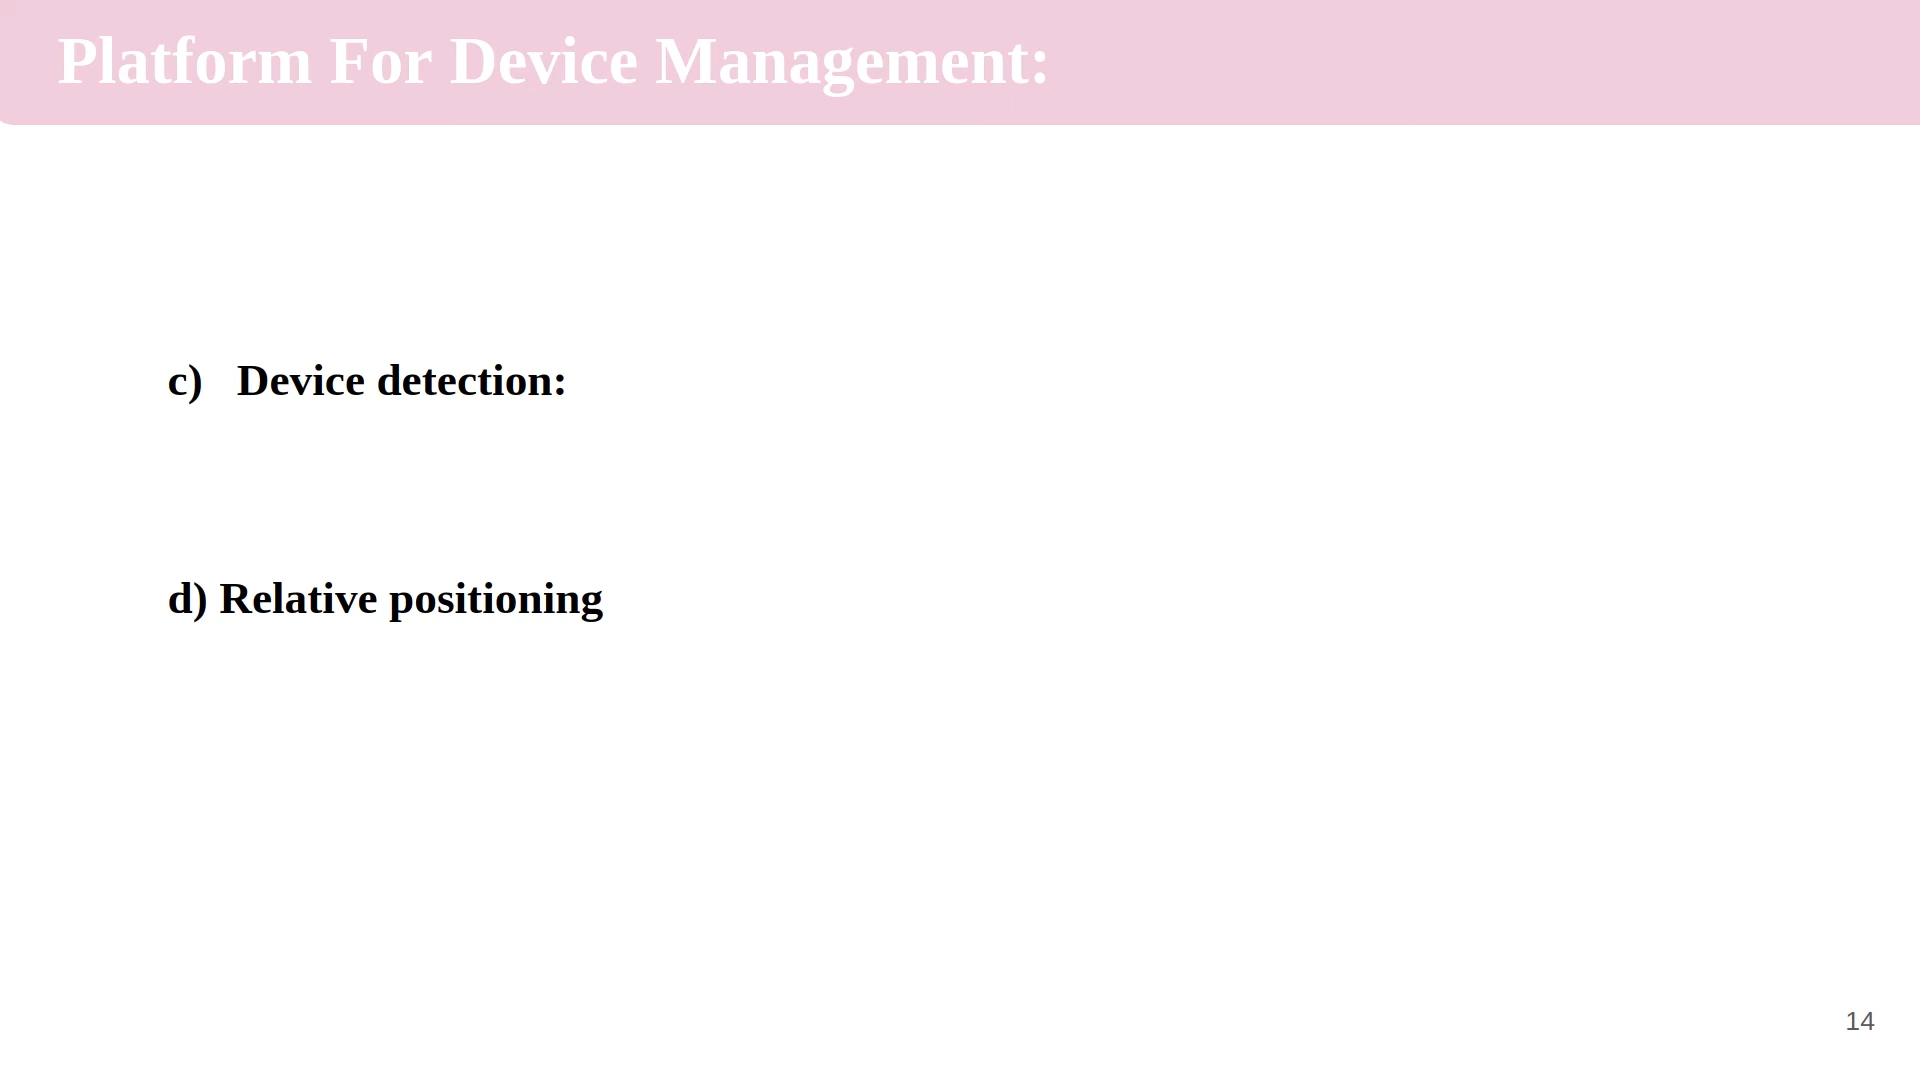 Platform For Device Management:
c) Device detection:
d) Relative positioning
14